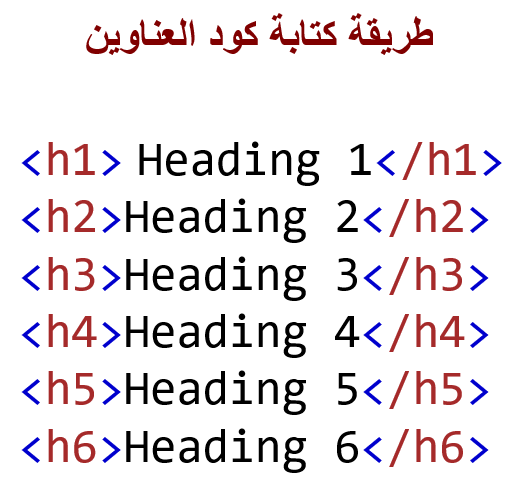 طريقة كتابة كود العناوين
<h1> Heading 1</h1>
<h2>Heading 2</h2>
<h3>Heading 3</h3>
<h4>Heading 4</h4>
<h5>Heading 5</h5>
<h6>Heading 6</h6>